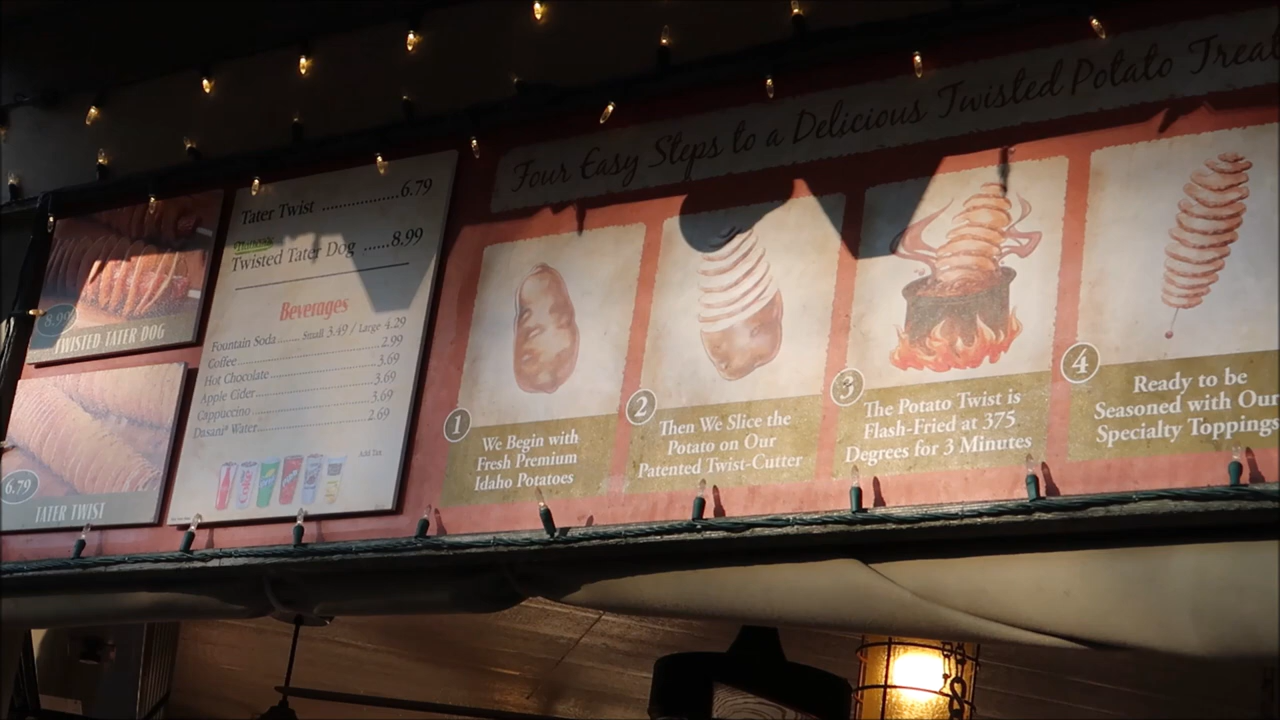 Four Easy Steps to a Delicious Twisted Potato Treat
Tater Twist ....................6.79
Famous
Twisted Tater Dog ......8.99
Beverages
Fountain Soda ....... Small 3.49 / Large 4.29
Coffee................................................2.99
Hot Chocolate..................................3.69
Apple Cider......................................3.69
Cappuccino.....................................3.69
Dasani® Water..................................2.69
Add Tax
8.99
TWISTED TATER DOG
6.79
TATER TWIST
1
We Begin with
Fresh Premium
Idaho Potatoes
2
Then We Slice the
Potato on Our
Patented Twist-Cutter
3
The Potato Twist is
Flash-Fried at 375
Degrees for 3 Minutes
4
Ready to be
Seasoned with Our
Specialty Toppings